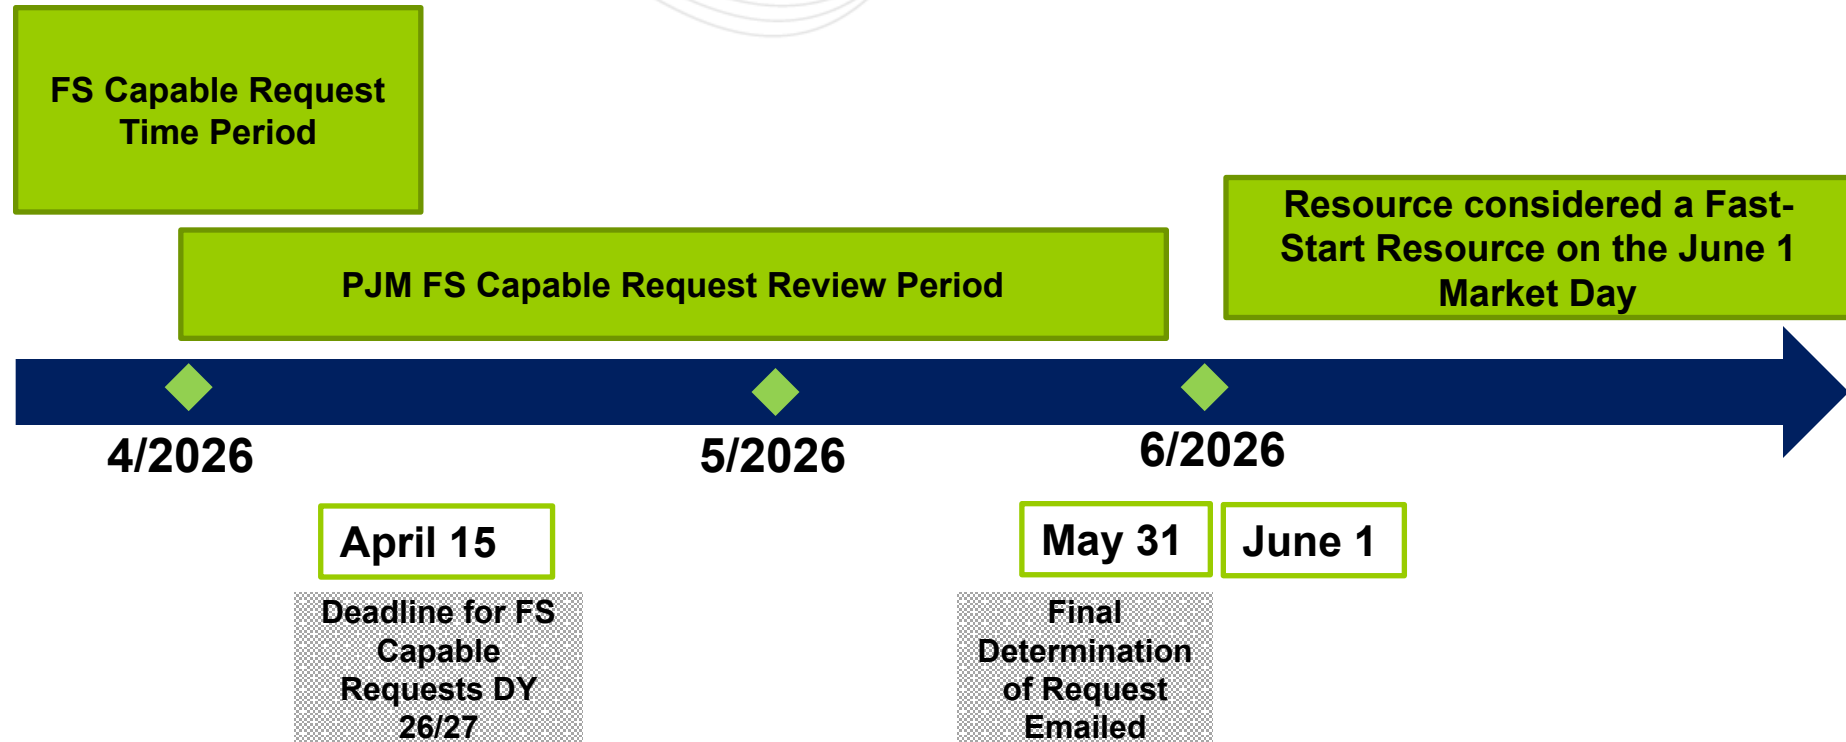 FS Capable Request
Time Period
PJM FS Capable Request Review Period
Resource considered a Fast-
Start Resource on the June 1
Market Day
4/2026
5/2026
6/2026
April 15
May 31
June 1
Deadline for FS
Capable
Requests DY
26/27
Final
Determination
of Request
Emailed